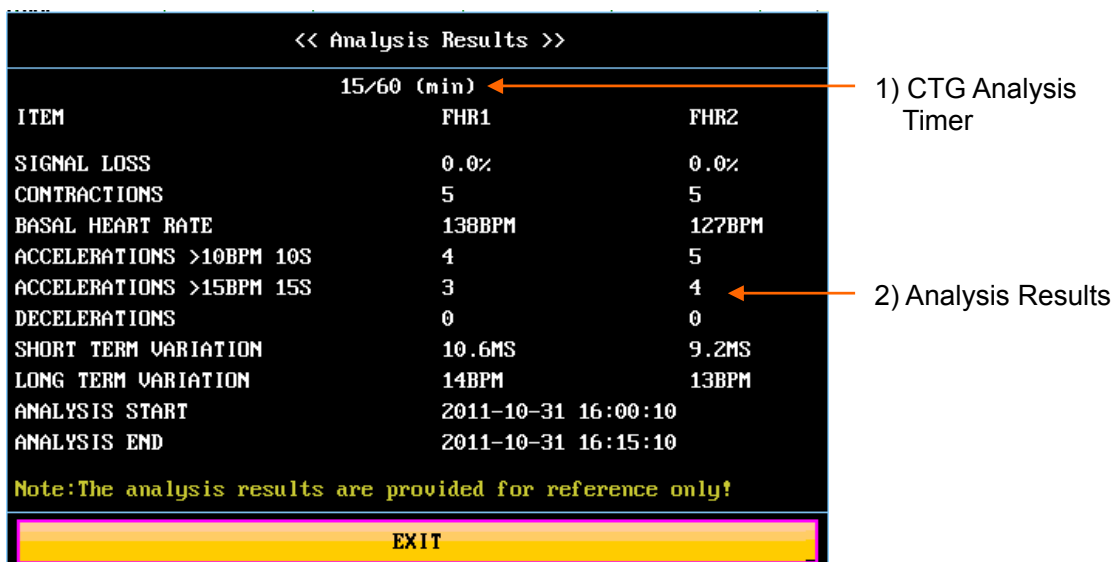 << Analysis Results >>
15/60 (min)
ITEM FHR1 FHR2
SIGNAL LOSS 0.0% 0.0%
CONTRACTIONS 5 5
BASAL HEART RATE 138BPM 127BPM
ACCELERATIONS >10BPM 10S 4 5
ACCELERATIONS >15BPM 15S 3 4
DECELERATIONS 0 0
SHORT TERM VARIATION 10.6MS 9.2MS
LONG TERM VARIATION 14BPM 13BPM
ANALYSIS START 2011-10-31 16:00:10
ANALYSIS END 2011-10-31 16:15:10
Note:The analysis results are provided for reference only!
EXIT
1) CTG Analysis
Timer
2) Analysis Results